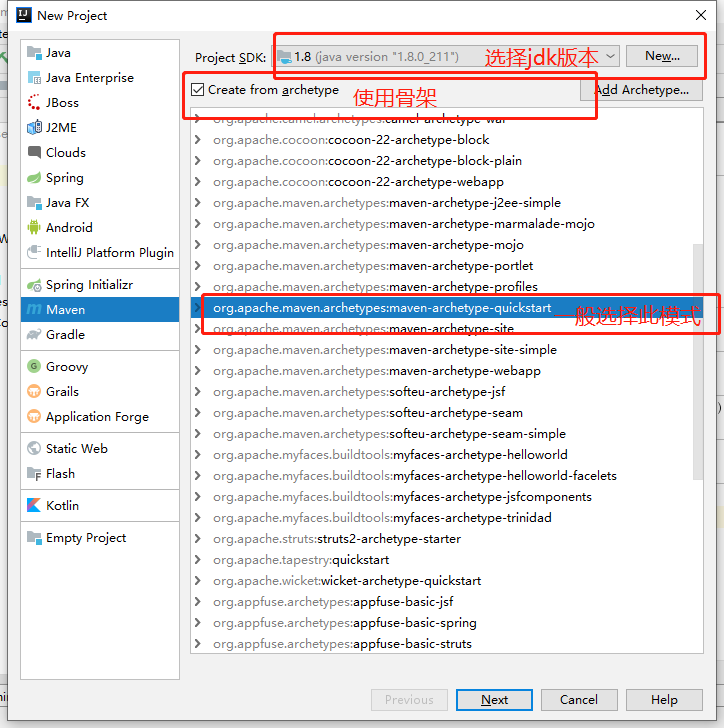 New Project
Java
Java Enterprise
JBoss
J2ME
Clouds
Spring
Java FX
Android
IntelliJ Platform Plugin
Spring Initializr
Maven
Gradle
Groovy
Grails
Application Forge
Static Web
Flash
Kotlin
Empty Project
Project SDK: 1.8 (java version "1.8.0_211") 选择jdk版本 New...
Create from archetype 使用骨架 Add Archetype...
org.apache.camel.archetypes:camel-archetype-war
org.apache.cocoon:cocoon-22-archetype-block
org.apache.cocoon:cocoon-22-archetype-block-plain
org.apache.cocoon:cocoon-22-archetype-webapp
org.apache.maven.archetypes:maven-archetype-j2ee-simple
org.apache.maven.archetypes:maven-archetype-marmalade-mojo
org.apache.maven.archetypes:maven-archetype-mojo
org.apache.maven.archetypes:maven-archetype-portlet
org.apache.maven.archetypes:maven-archetype-profiles
org.apache.maven.archetypes:maven-archetype-quickstart
一般选择此模式
org.apache.maven.archetypes:maven-archetype-site
org.apache.maven.archetypes:maven-archetype-site-simple
org.apache.maven.archetypes:maven-archetype-webapp
org.apache.maven.archetypes:softeu-archetype-jsf
org.apache.maven.archetypes:softeu-archetype-seam
org.apache.maven.archetypes:softeu-archetype-seam-simple
org.apache.myfaces.buildtools:myfaces-archetype-helloworld
org.apache.myfaces.buildtools:myfaces-archetype-helloworld-facelets
org.apache.myfaces.buildtools:myfaces-archetype-jsfcomponents
org.apache.myfaces.buildtools:myfaces-archetype-trinidad
org.apache.struts:struts2-archetype-starter
org.apache.tapestry:quickstart
org.apache.wicket:wicket-archetype-quickstart
org.appfuse.archetypes:appfuse-basic-jsf
org.appfuse.archetypes:appfuse-basic-spring
org.appfuse.archetypes:appfuse-basic-struts
Previous Next Cancel Help